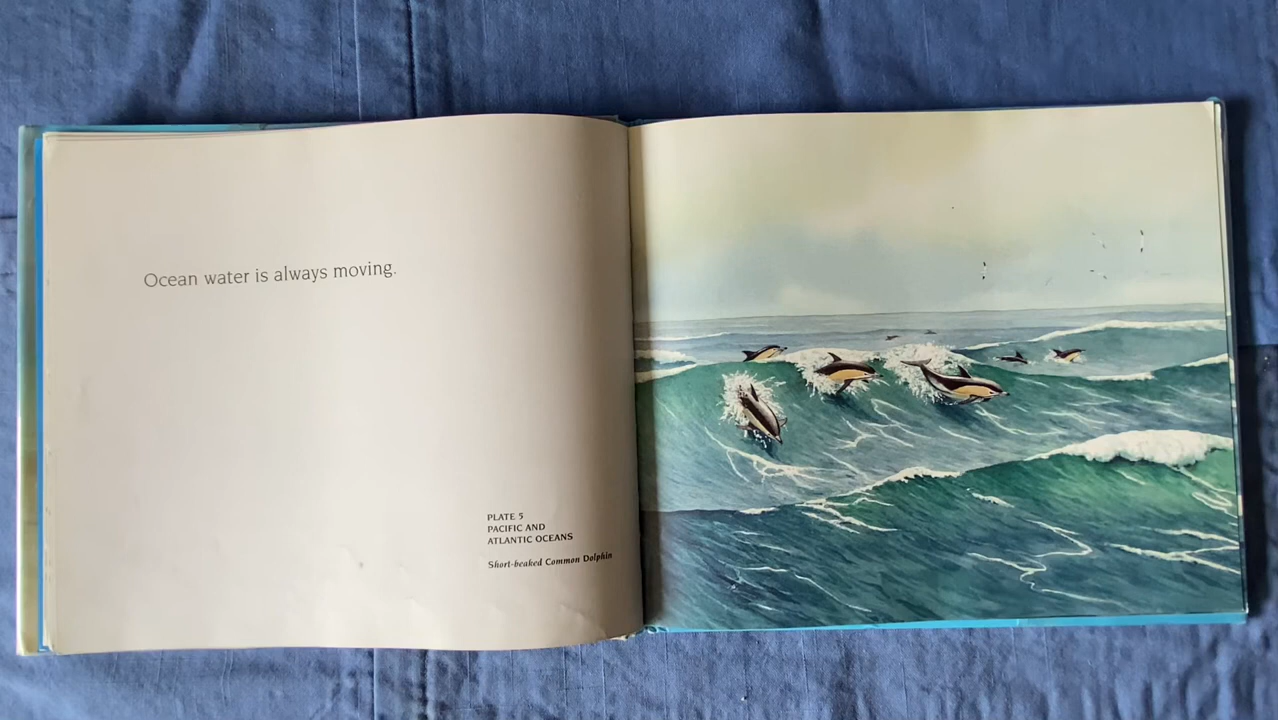 Ocean water is always moving.
PLATE 5
PACIFIC AND
ATLANTIC OCEANS
Short-beaked Common Dolphin